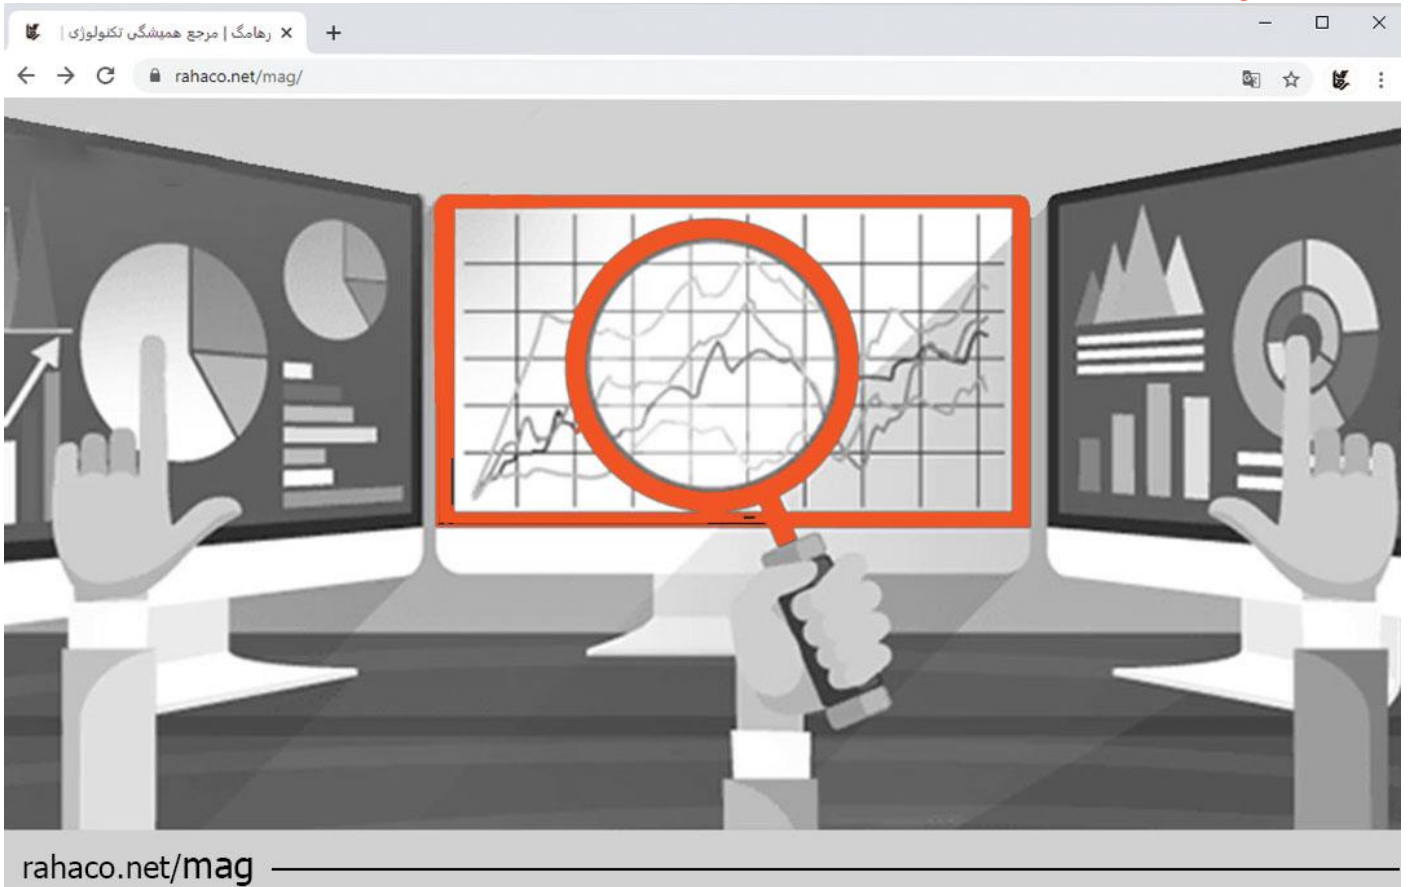 رهامگ | مرجع همیشگی تکنولوژی |
rahaco.net/mag/
rahaco.net/mag